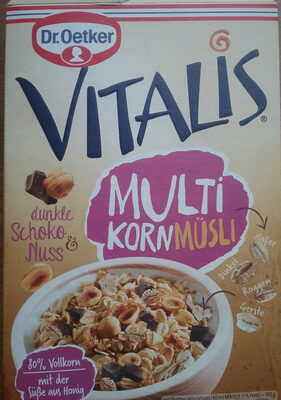 Dr.Oetker
VITALIS®
MULTI
KORNMÜSLI
dunkle
Schoko
& Nuss
Hafer
Dinkel
Roggen
Gerste
80% Vollkorn
mit der
Süße aus Honig